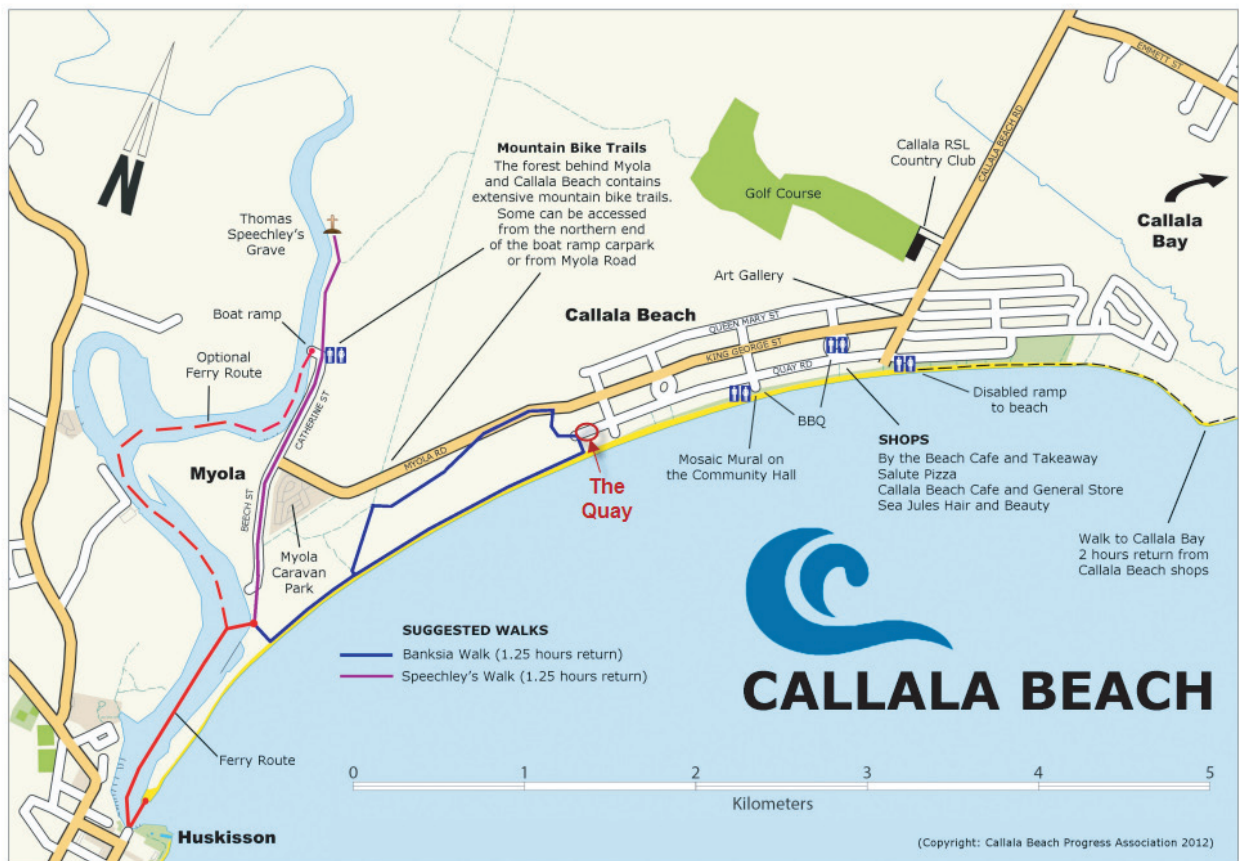 EMMETT ST
CALLALA BEACH RD
Callala RSL
Country Club
Mountain Bike Trails
The forest behind Myola
and Callala Beach contains
extensive mountain bike trails.
Some can be accessed
from the northern end
of the boat ramp carpark
or from Myola Road
N
Golf Course
Callala
Bay
Thomas
Speechley's
Grave
Art Gallery
Boat ramp
Callala Beach
QUEEN MARY ST
KING GEORGE ST
QUAY RD
Optional
Ferry Route
CATHERINE ST
Disabled ramp
to beach
BBQ
SHOPS
By the Beach Cafe and Takeaway
Salute Pizza
Callala Beach Cafe and General Store
Sea Jules Hair and Beauty
Mosaic Mural on
the Community Hall
MYOLA RD
Myola
The
Quay
BEECH ST
Myola
Caravan
Park
Walk to Callala Bay
2 hours return from
Callala Beach shops
SUGGESTED WALKS
Banksia Walk (1.25 hours return)
Speechley's Walk (1.25 hours return)
CALLALA BEACH
Ferry Route
0 1 2 3 4 5
Kilometers
Huskisson
(Copyright: Callala Beach Progress Association 2012)